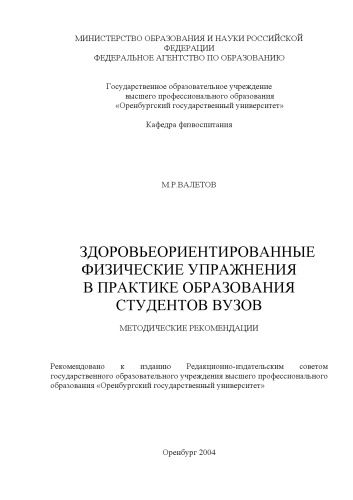 МИНИСТЕРСТВО ОБРАЗОВАНИЯ И НАУКИ РОССИЙСКОЙ
ФЕДЕРАЦИИ
ФЕДЕРАЛЬНОЕ АГЕНТСТВО ПО ОБРАЗОВАНИЮ
Государственное образовательное учреждение
высшего профессионального образования
«Оренбургский государственный университет»
Кафедра физвоспитания
М.Р.ВАЛЕТОВ
ЗДОРОВЬЕОРИЕНТИРОВАННЫЕ
ФИЗИЧЕСКИЕ УПРАЖНЕНИЯ
В ПРАКТИКЕ ОБРАЗОВАНИЯ
СТУДЕНТОВ ВУЗОВ
МЕТОДИЧЕСКИЕ РЕКОМЕНДАЦИИ
Рекомендовано к изданию Редакционно-издательским советом
государственного образовательного учреждения высшего профессионального
образования «Оренбургский государственный университет»
Оренбург 2004